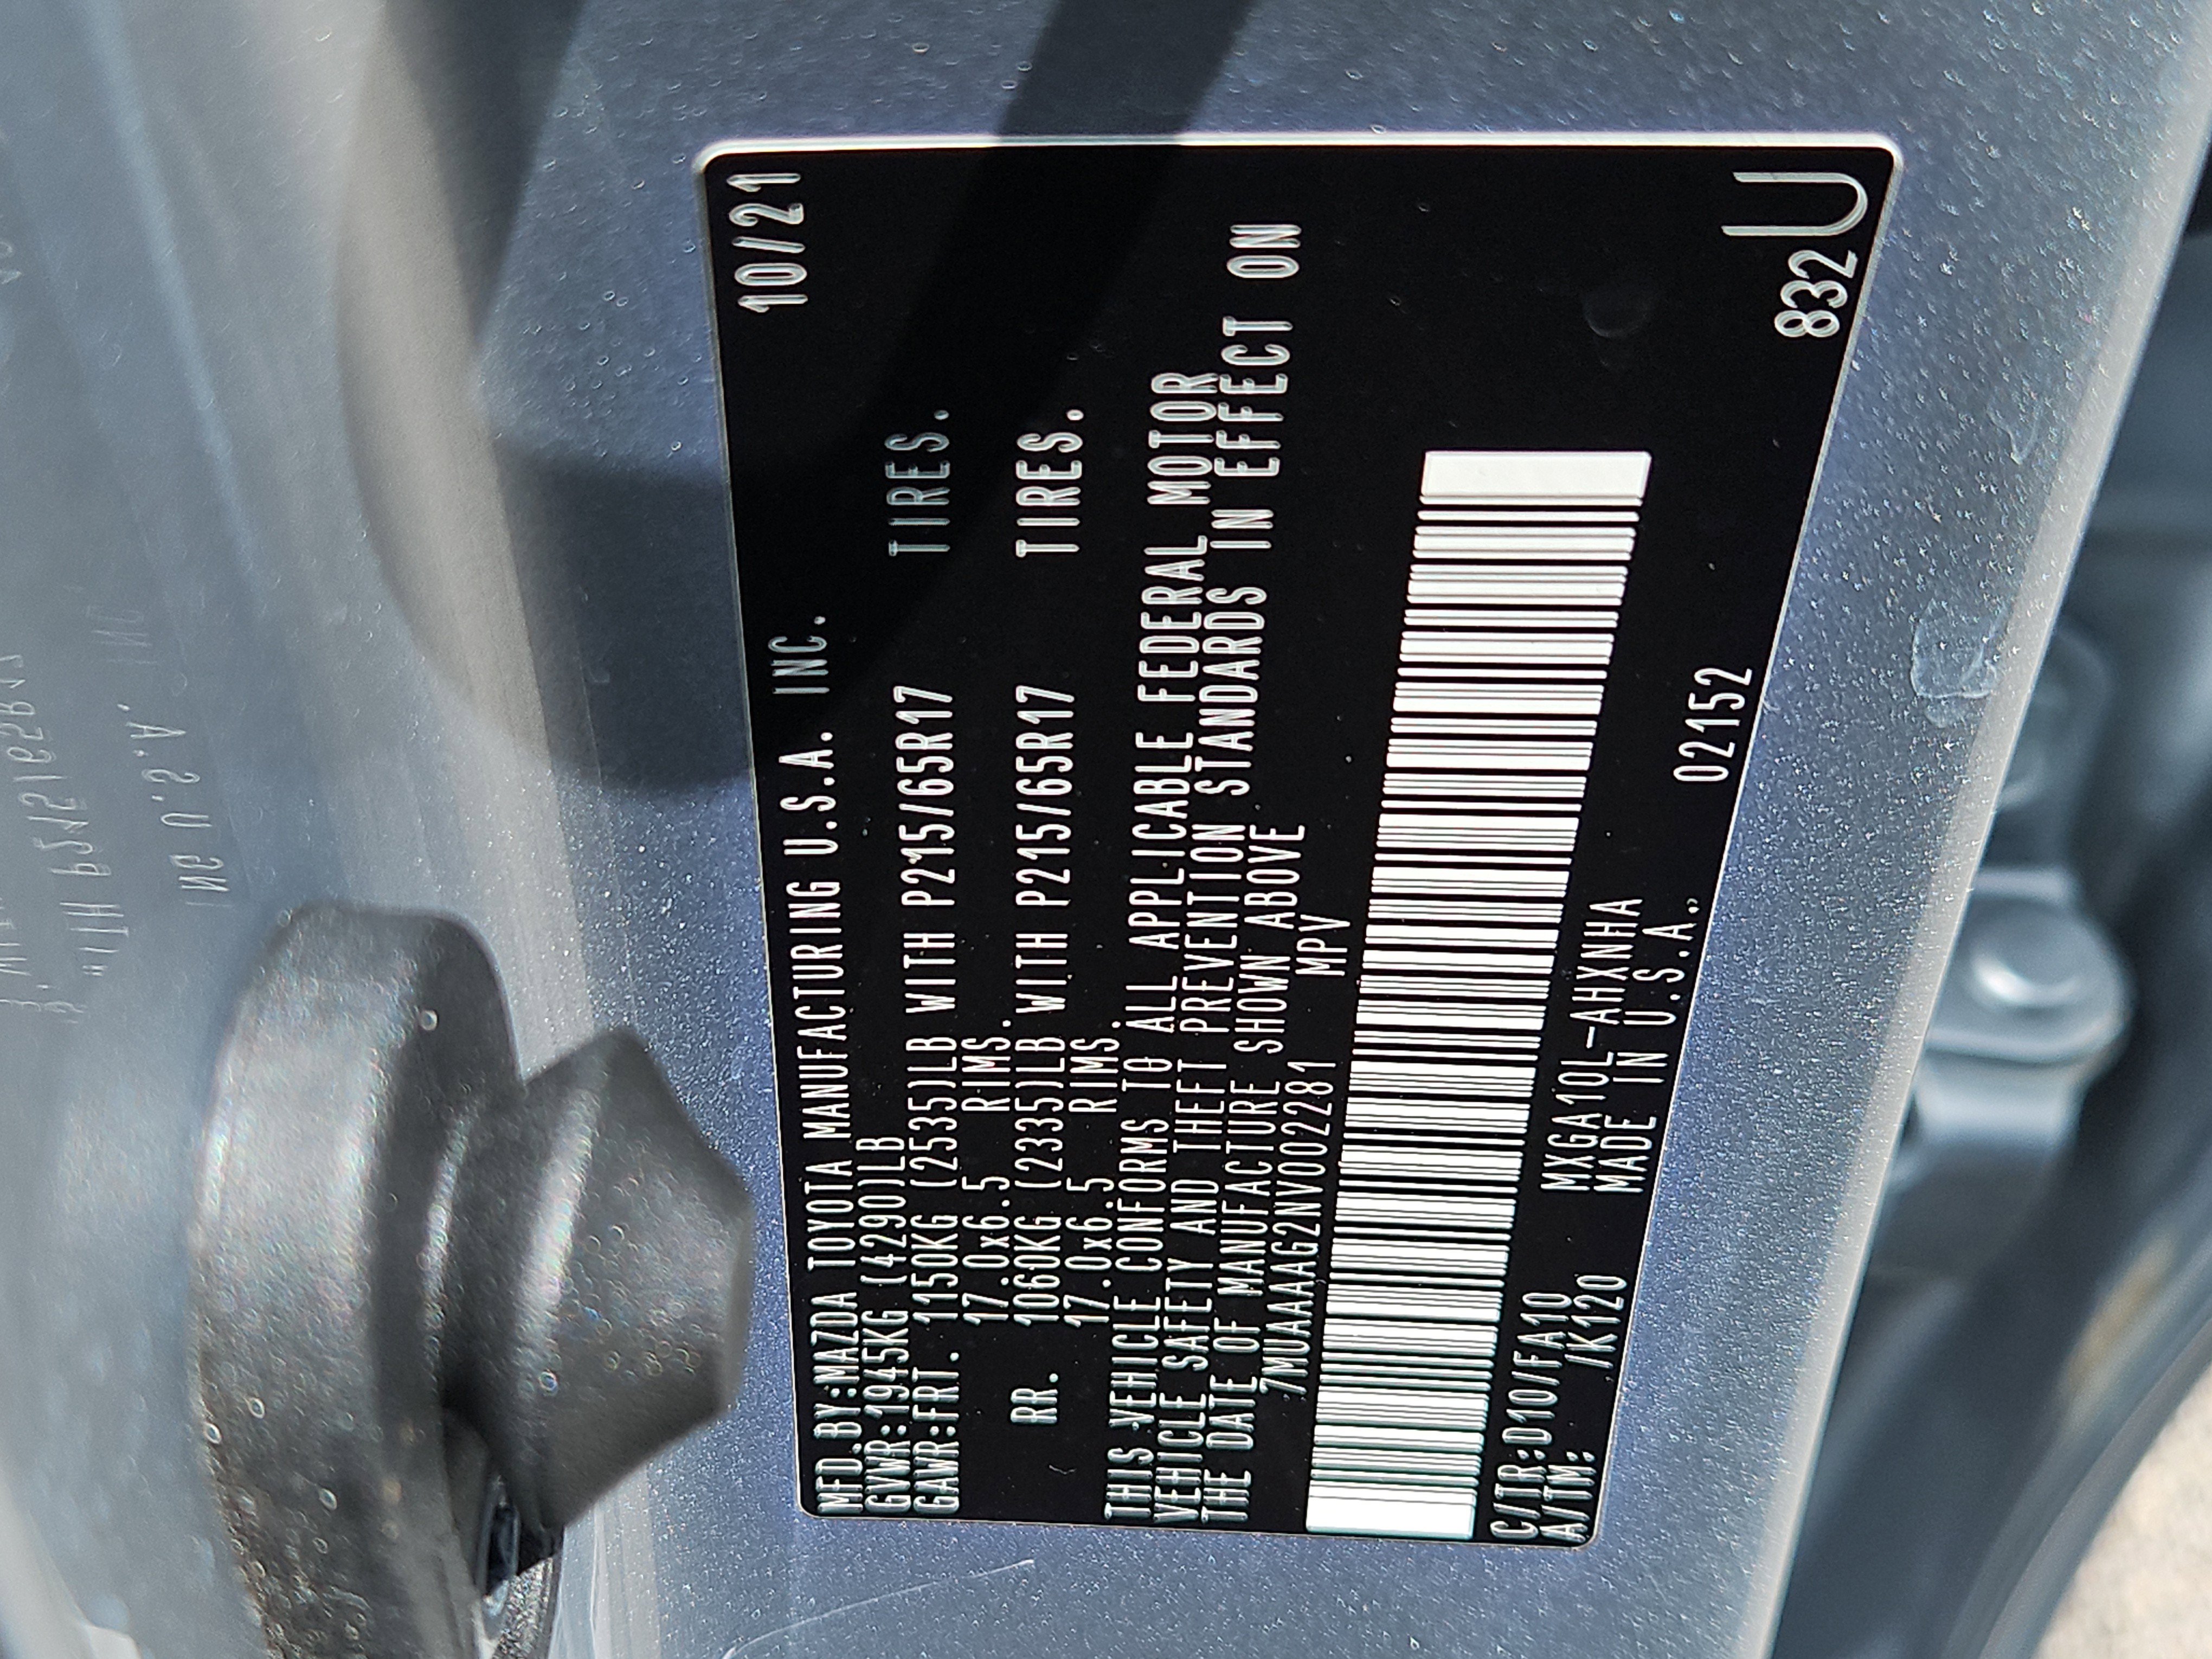 MFD.BY:MAZDA TOYOTA MANUFACTURING U.S.A. INC. 10/21
GVWR:1945KG (4290)LB
GAWR:FRT. 1150KG (2535)LB WITH P215/65R17 TIRES.
17.0x6.5 RIMS.
RR. 1060KG (2335)LB WITH P215/65R17 TIRES.
17.0x6.5 RIMS.
THIS VEHICLE CONFORMS TO ALL APPLICABLE FEDERAL MOTOR
VEHICLE SAFETY AND THEFT PREVENTION STANDARDS IN EFFECT ON
THE DATE OF MANUFACTURE SHOWN ABOVE
7MUAAAAG2NV002281 MPV
C/TR:D10/FA10 MXGA10L-AHXNHA
A/TM: /K120 MADE IN U.S.A. 02152
832U